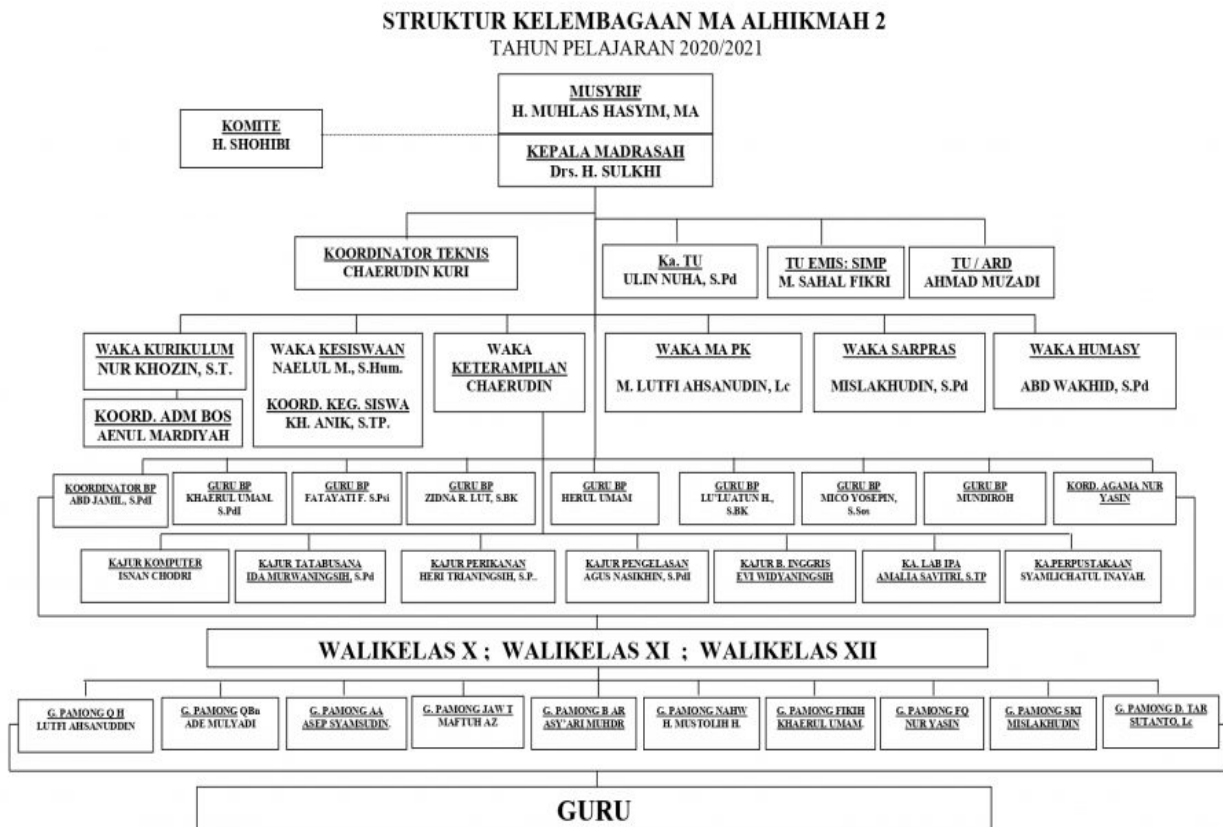 STRUKTUR KELEMBAGAAN MA ALHIKMAH 2
TAHUN PELAJARAN 2020/2021
MUSYRIF
H. MUHLAS HASYIM, MA
KOMITE
H. SHOHIBI
KEPALA MADRASAH
Drs. H. SULKHI
KOORDINATOR TEKNIS
CHAERUDIN KURI
Ka. TU
ULIN NUHA, S.Pd
TU EMIS: SIMP
M. SAHAL FIKRI
TU / ARD
AHMAD MUZADI
WAKA KURIKULUM
NUR KHOZIN, S.T.
KOORD. ADM BOS
AENUL MARDIYAH
WAKA KESISWAAN
NAELUL M., S.Hum.
KOORD. KEG. SISWA
KH. ANIK, S.TP.
WAKA
KETERAMPILAN
CHAERUDIN
WAKA MA PK
M. LUTFI AHSANUDIN, Lc
WAKA SARPRAS
MISLAKHUDIN, S.Pd
WAKA HUMASY
ABD WAKHID, S.Pd
KOORDINATOR BP
ABD JAMIL, S.PdI
GURU BP
KHAERUL UMAM.
S.PdI
GURU BP
FATAYATI F. S.Psi
GURU BP
ZIDNA R. LUT, S.BK
GURU BP
HERUL UMAM
GURU BP
LU'LUATUN H.,
S.BK
GURU BP
MICO YOSEPIN,
S.Sos
GURU BP
MUNDIROH
KORD. AGAMA NUR
YASIN
KAJUR KOMPUTER
ISNAN CHODRI
KAJUR TATABUSANA
IDA MURWANINGSIH, S.Pd
KAJUR PERIKANAN
HERI TRIANINGSIH, S.P..
KAJUR PENGELASAN
AGUS NASIKHIN, S.PdI
KAJUR B. INGGRIS
EVI WIDYANINGSIH
KA. LAB IPA
AMALIA SAVITRI, S.TP
KA.PERPUSTAKAAN
SYAMLICHATUL INAYAH.
WALIKELAS X ; WALIKELAS XI ; WALIKELAS XII
G. PAMONG Q H
LUTFI AHSANUDDIN
G. PAMONG QBn
ADE MULYADI
G. PAMONG AA
ASEP SYAMSUDIN.
G. PAMONG JAW T
MAFTUH AZ
G. PAMONG B AR
ASY'ARI MUHDR
G. PAMONG NAHW
H. MUSTOLIH H.
G. PAMONG FIKIH
KHAERUL UMAM.
G. PAMONG FQ
NUR YASIN
G. PAMONG SKI
MISLAKHUDIN
G. PAMONG D. TAR
SUTANTO, Lc
GURU